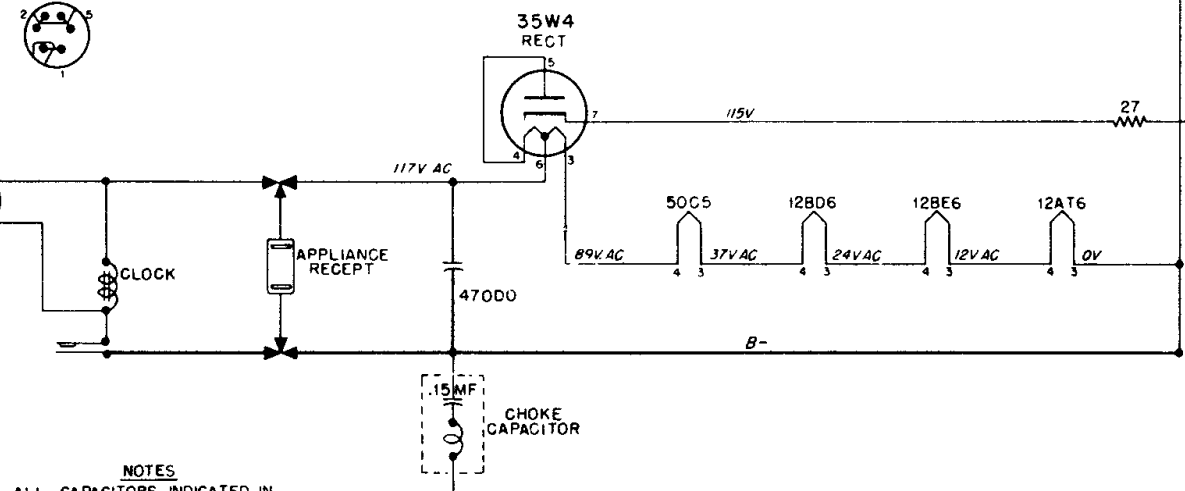 2 5
1
35W4
RECT
5
7
4 6 3
115V
27
117V AC
50C5 12BD6 12BE6 12AT6
89V AC 37V AC 24V AC 12V AC 0V
4 3 4 3 4 3 4 3
CLOCK
APPLIANCE
RECEPT
470D0
B-
.15MF
CHOKE
CAPACITOR
NOTES
ALL CAPACITORS INDICATED IN